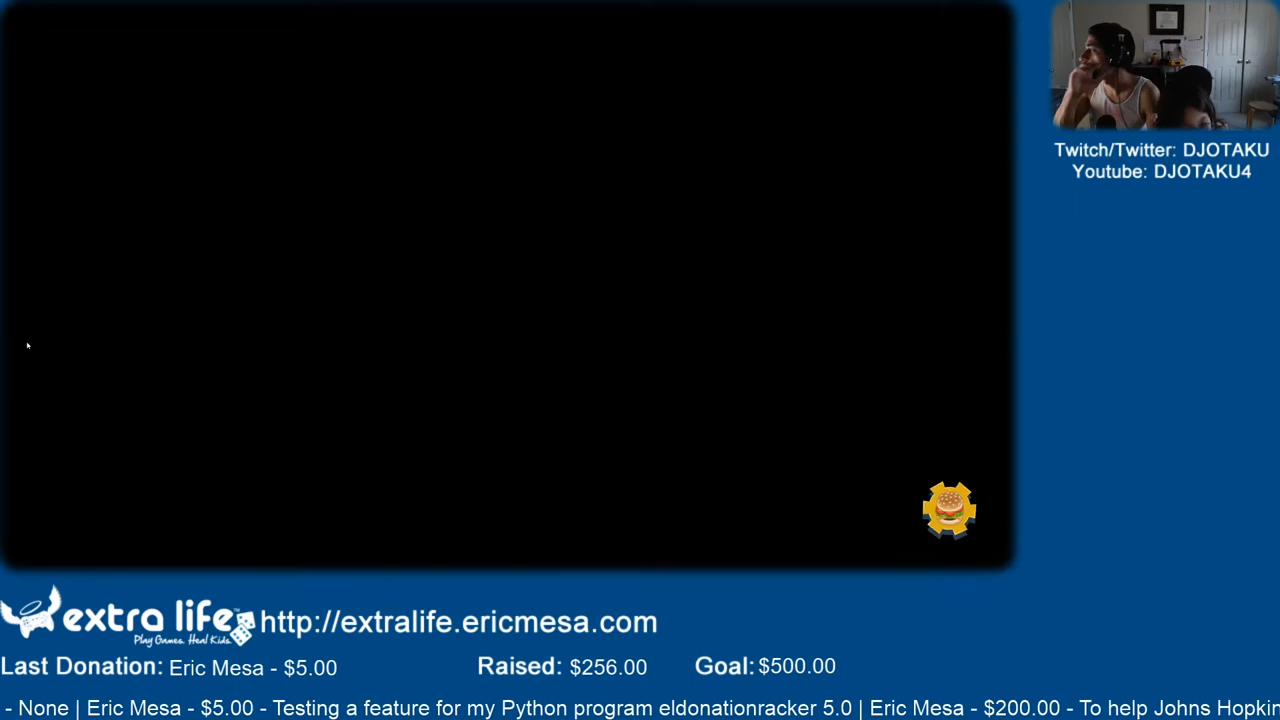 Twitch/Twitter: DJOTAKU
Youtube: DJOTAKU4
extra life
Play Games. Heal Kids.
http://extralife.ericmesa.com
Last Donation: Eric Mesa - $5.00
Raised: $256.00
Goal: $500.00
- None | Eric Mesa - $5.00 - Testing a feature for my Python program eldonationracker 5.0 | Eric Mesa - $200.00 - To help Johns Hopkin